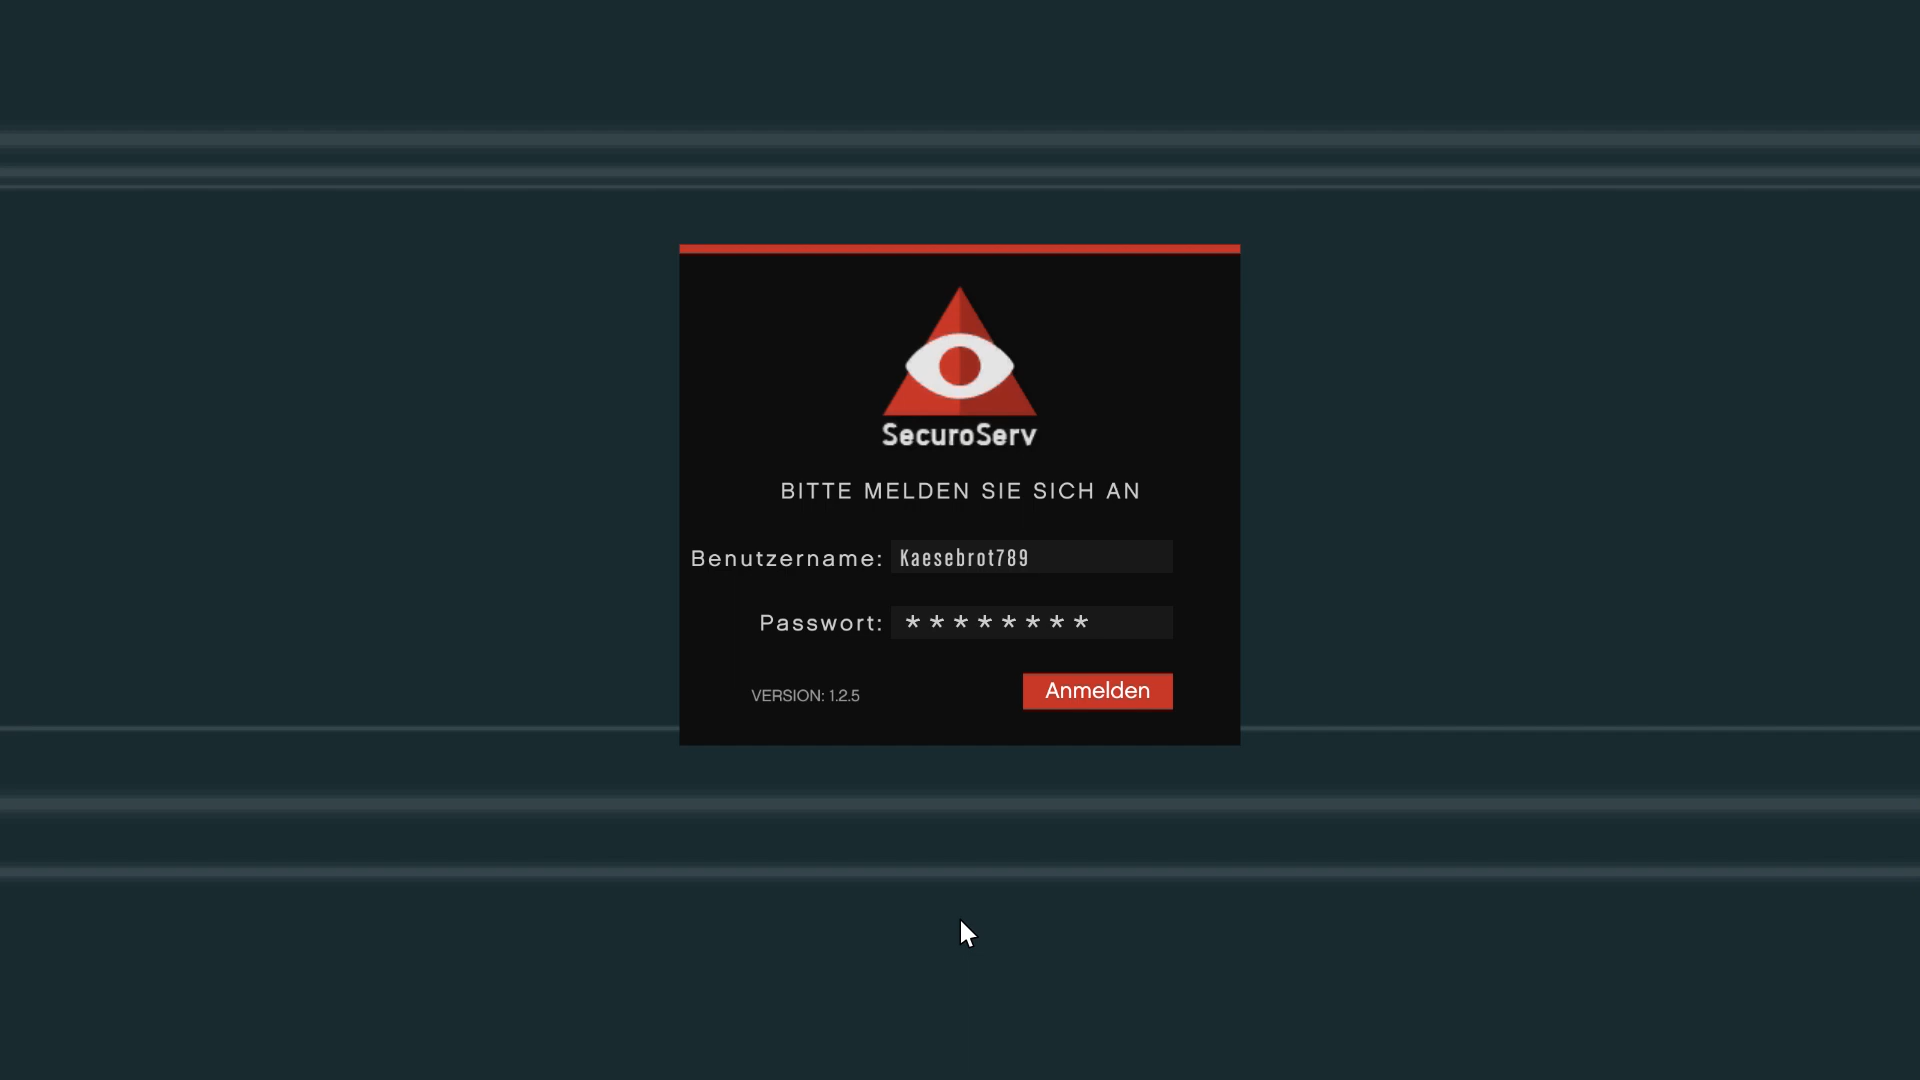 SecuroServ
BITTE MELDEN SIE SICH AN
Benutzername: Kaesebrot789
Passwort: ********
VERSION: 1.2.5
Anmelden